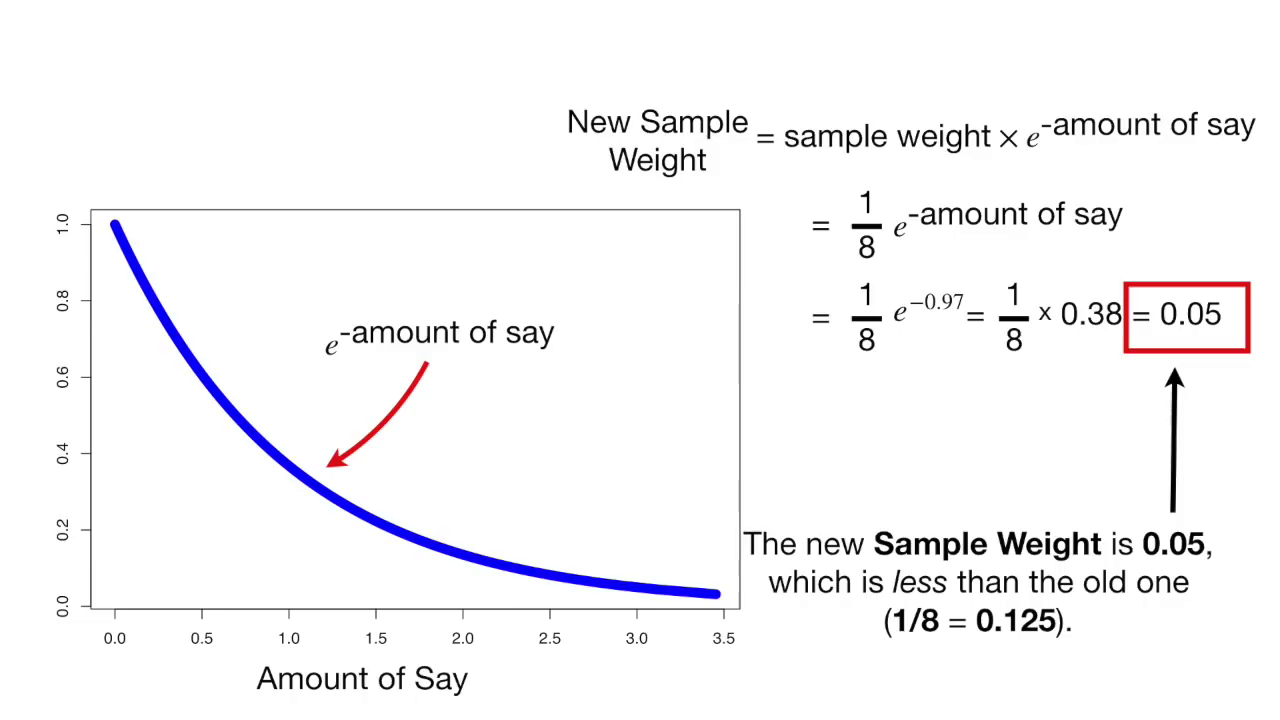 New Sample
Weight
= sample weight × e-amount of say
= 1/8 e-amount of say
= 1/8 e−0.97 = 1/8 x 0.38 = 0.05
1.0
0.8
0.6
0.4
0.2
0.0
e-amount of say
0.0 0.5 1.0 1.5 2.0 2.5 3.0 3.5
Amount of Say
The new Sample Weight is 0.05,
which is less than the old one
(1/8 = 0.125).